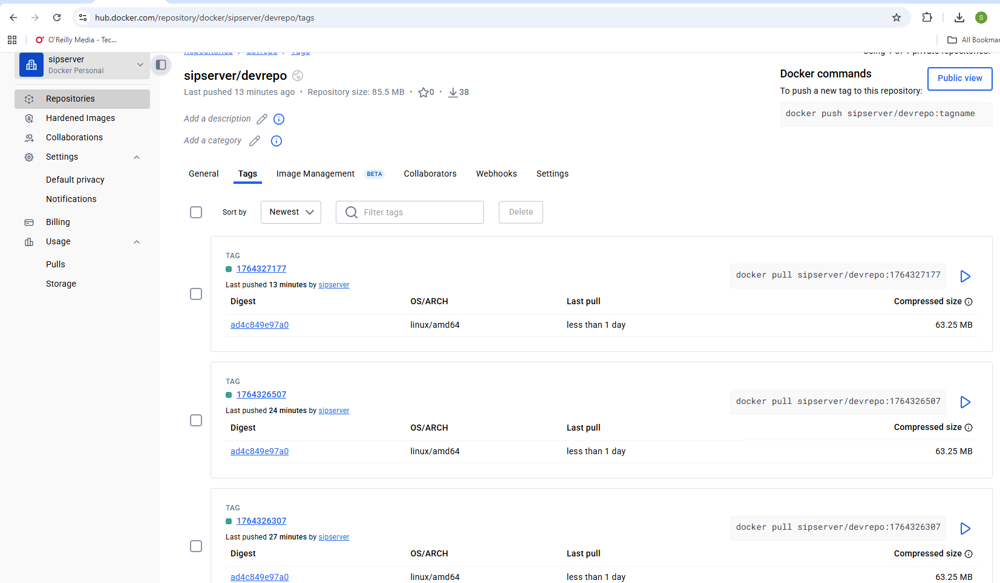 hub.docker.com/repository/docker/sipserver/devrepo/tags
S
O'Reilly Media - Tec...
All Bookmar
sipserver
Docker Personal
Repositories
Hardened Images
Collaborations
Settings
Default privacy
Notifications
Billing
Usage
Pulls
Storage
Repositories / devrepo / Tags
Using 1 of 1 private repositories.
sipserver/devrepo
Last pushed 13 minutes ago • Repository size: 85.5 MB • 0 • 38
Add a description
Add a category
Docker commands
Public view
To push a new tag to this repository:
docker push sipserver/devrepo:tagname
General Tags Image Management BETA Collaborators Webhooks Settings
Sort by Newest Filter tags Delete
TAG
1764327177
docker pull sipserver/devrepo:1764327177
Last pushed 13 minutes by sipserver
Digest OS/ARCH Last pull Compressed size
ad4c849e97a0 linux/amd64 less than 1 day 63.25 MB
TAG
1764326507
docker pull sipserver/devrepo:1764326507
Last pushed 24 minutes by sipserver
Digest OS/ARCH Last pull Compressed size
ad4c849e97a0 linux/amd64 less than 1 day 63.25 MB
TAG
1764326307
docker pull sipserver/devrepo:1764326307
Last pushed 27 minutes by sipserver
Digest OS/ARCH Last pull Compressed size
ad4c849e97a0 linux/amd64 less than 1 day 63.25 MB